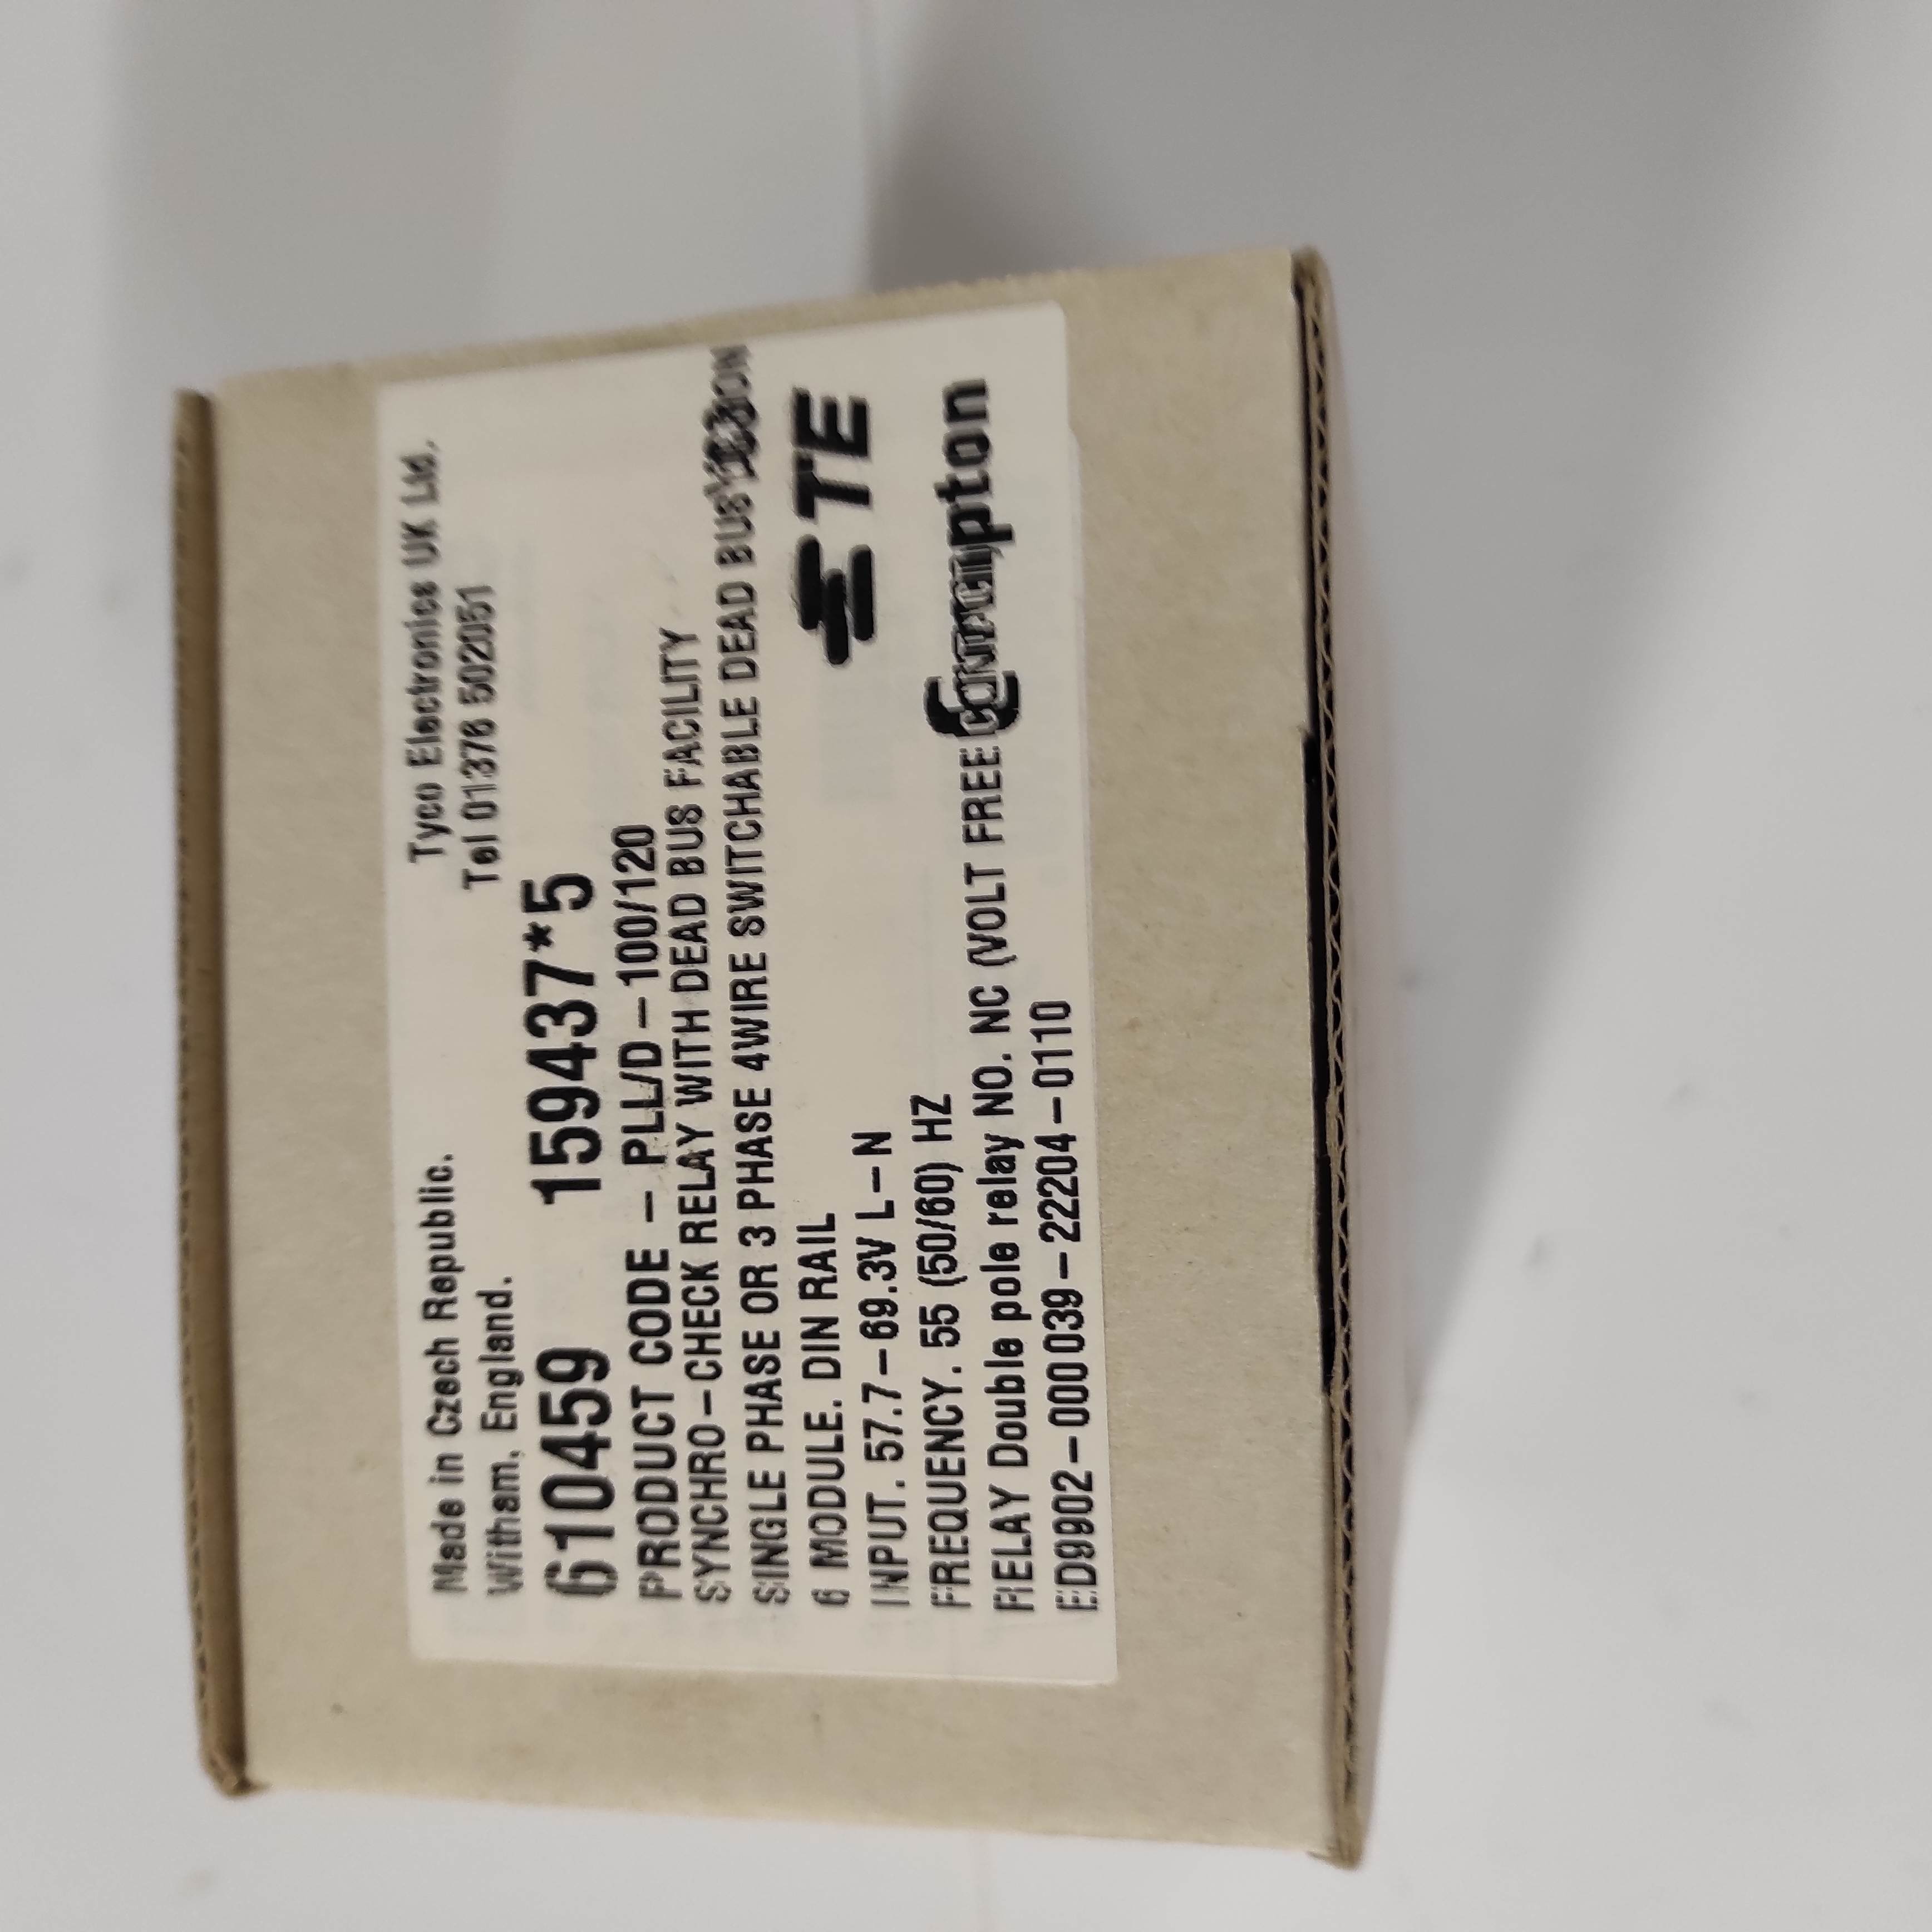 Made in Czech Republic. Tyco Electronics UK Ltd.
Witham, England. Tel 01376 502051
610459 159437*5
PRODUCT CODE – PLL/D–100/120
SYNCHRO–CHECK RELAY WITH DEAD BUS FACILITY
SINGLE PHASE OR 3 PHASE 4WIRE SWITCHABLE DEAD BUS
6 MODULE. DIN RAIL
TE
INPUT. 57.7–69.3V L–N
FREQUENCY. 55 (50/60) HZ
Crompton
RELAY Double pole relay NO. NC (VOLT FREE
ED9902–000039–22204–0110